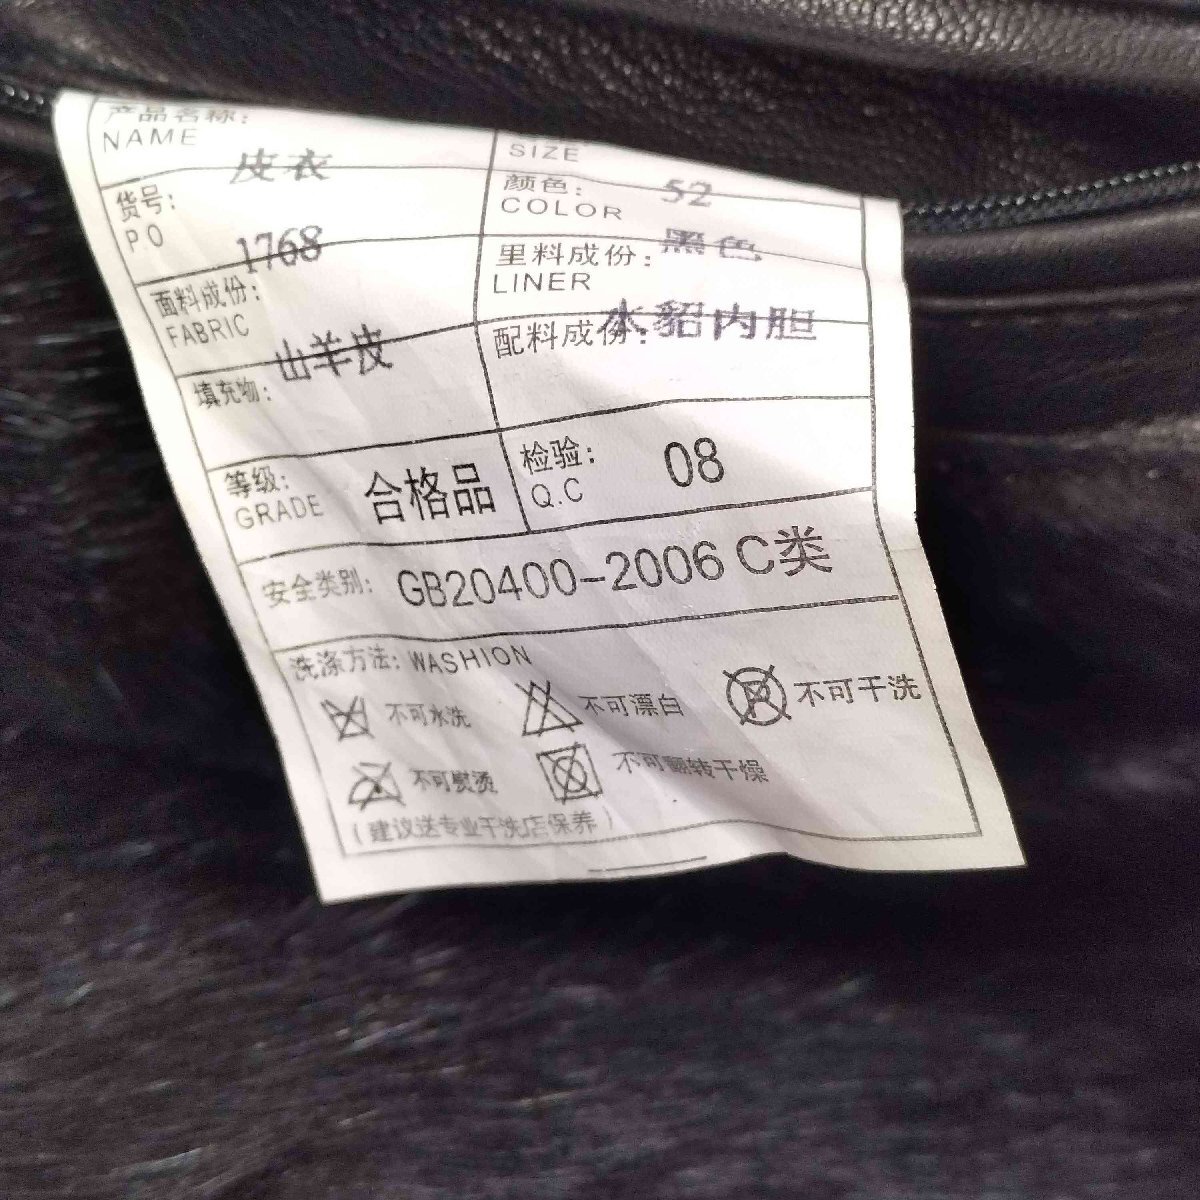 产品名称:
NAME
皮衣
SIZE
52
货号:
PO
1768
颜色:
COLOR
黑色
面料成份:
FABRIC
山羊皮
里料成份:
LINER
水貂内胆
填充物:
配料成份:
等级:
GRADE 合格品
检验:
Q.C 08
安全类别: GB20400-2006 C类
洗涤方法: WASHION
不可水洗 不可漂白 不可干洗
不可熨烫 不可翻转干燥
(建议送专业干洗店保养)